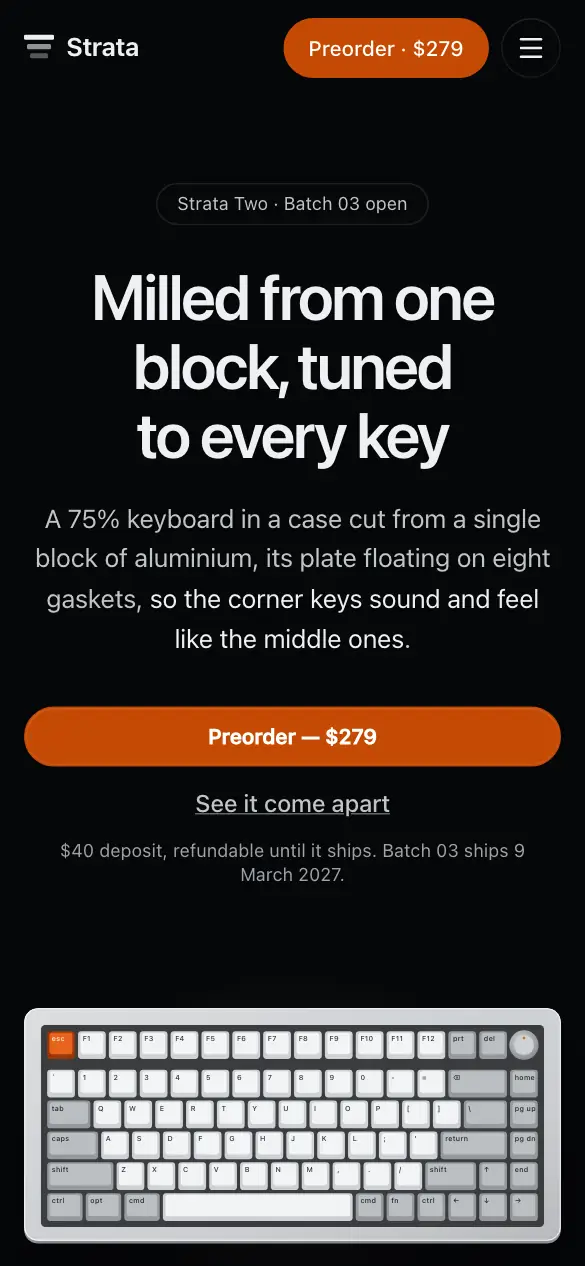 Strata
Preorder · $279
Strata Two · Batch 03 open
Milled from one
block, tuned
to every key
A 75% keyboard in a case cut from a single
block of aluminium, its plate floating on eight
gaskets, so the corner keys sound and feel
like the middle ones.
Preorder — $279
See it come apart
$40 deposit, refundable until it ships. Batch 03 ships 9
March 2027.
esc F1 F2 F3 F4 F5 F6 F7 F8 F9 F10 F11 F12 prt del
` 1 2 3 4 5 6 7 8 9 0 - = ⌫ home
tab Q W E R T Y U I O P [ ] \ pg up
caps A S D F G H J K L ; ' return pg dn
shift Z X C V B N M , . / shift ↑ end
ctrl opt cmd cmd fn ctrl ← ↓ →